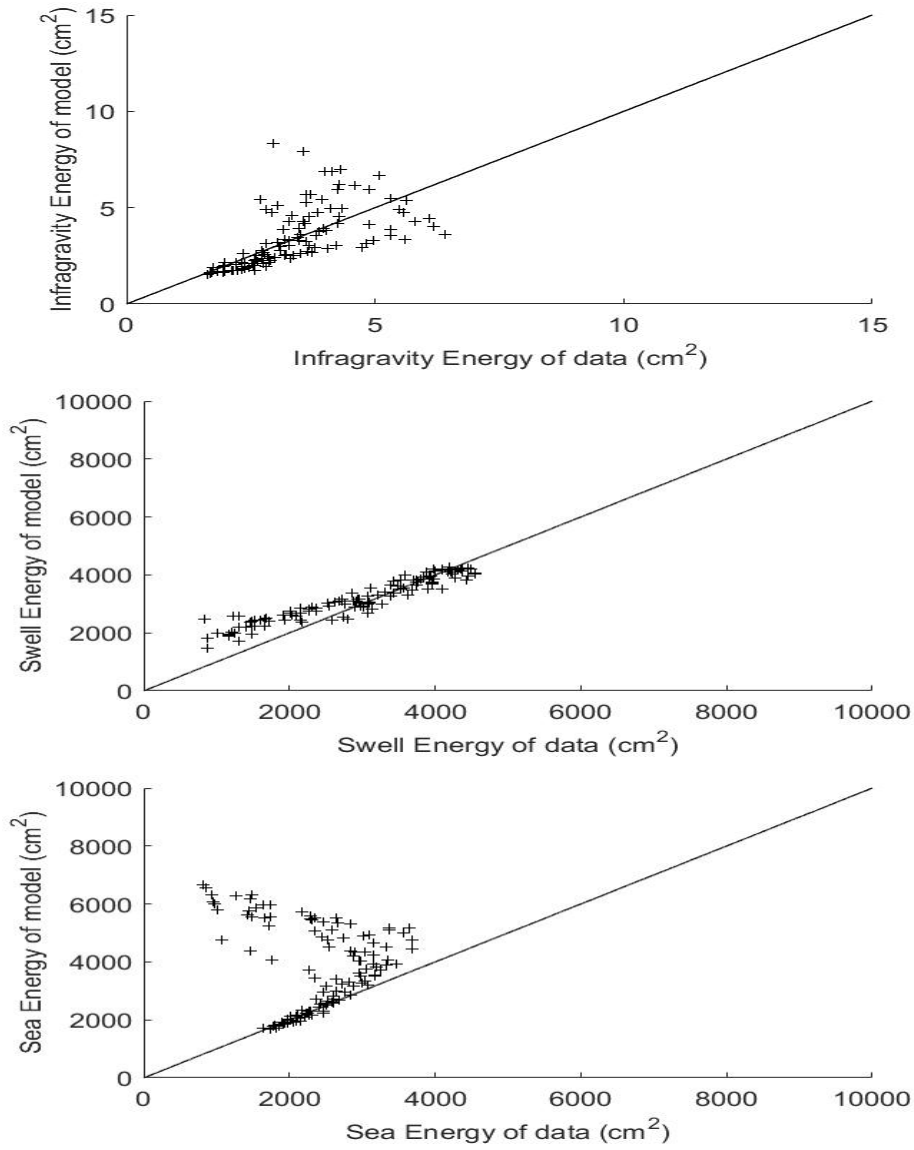 Infragravity Energy of model (cm²)
15
10
5
0
0 5 10 15
Infragravity Energy of data (cm²)
Swell Energy of model (cm²)
10000
8000
6000
4000
2000
0
0 2000 4000 6000 8000 10000
Swell Energy of data (cm²)
Sea Energy of model (cm²)
10000
8000
6000
4000
2000
0
0 2000 4000 6000 8000 10000
Sea Energy of data (cm²)